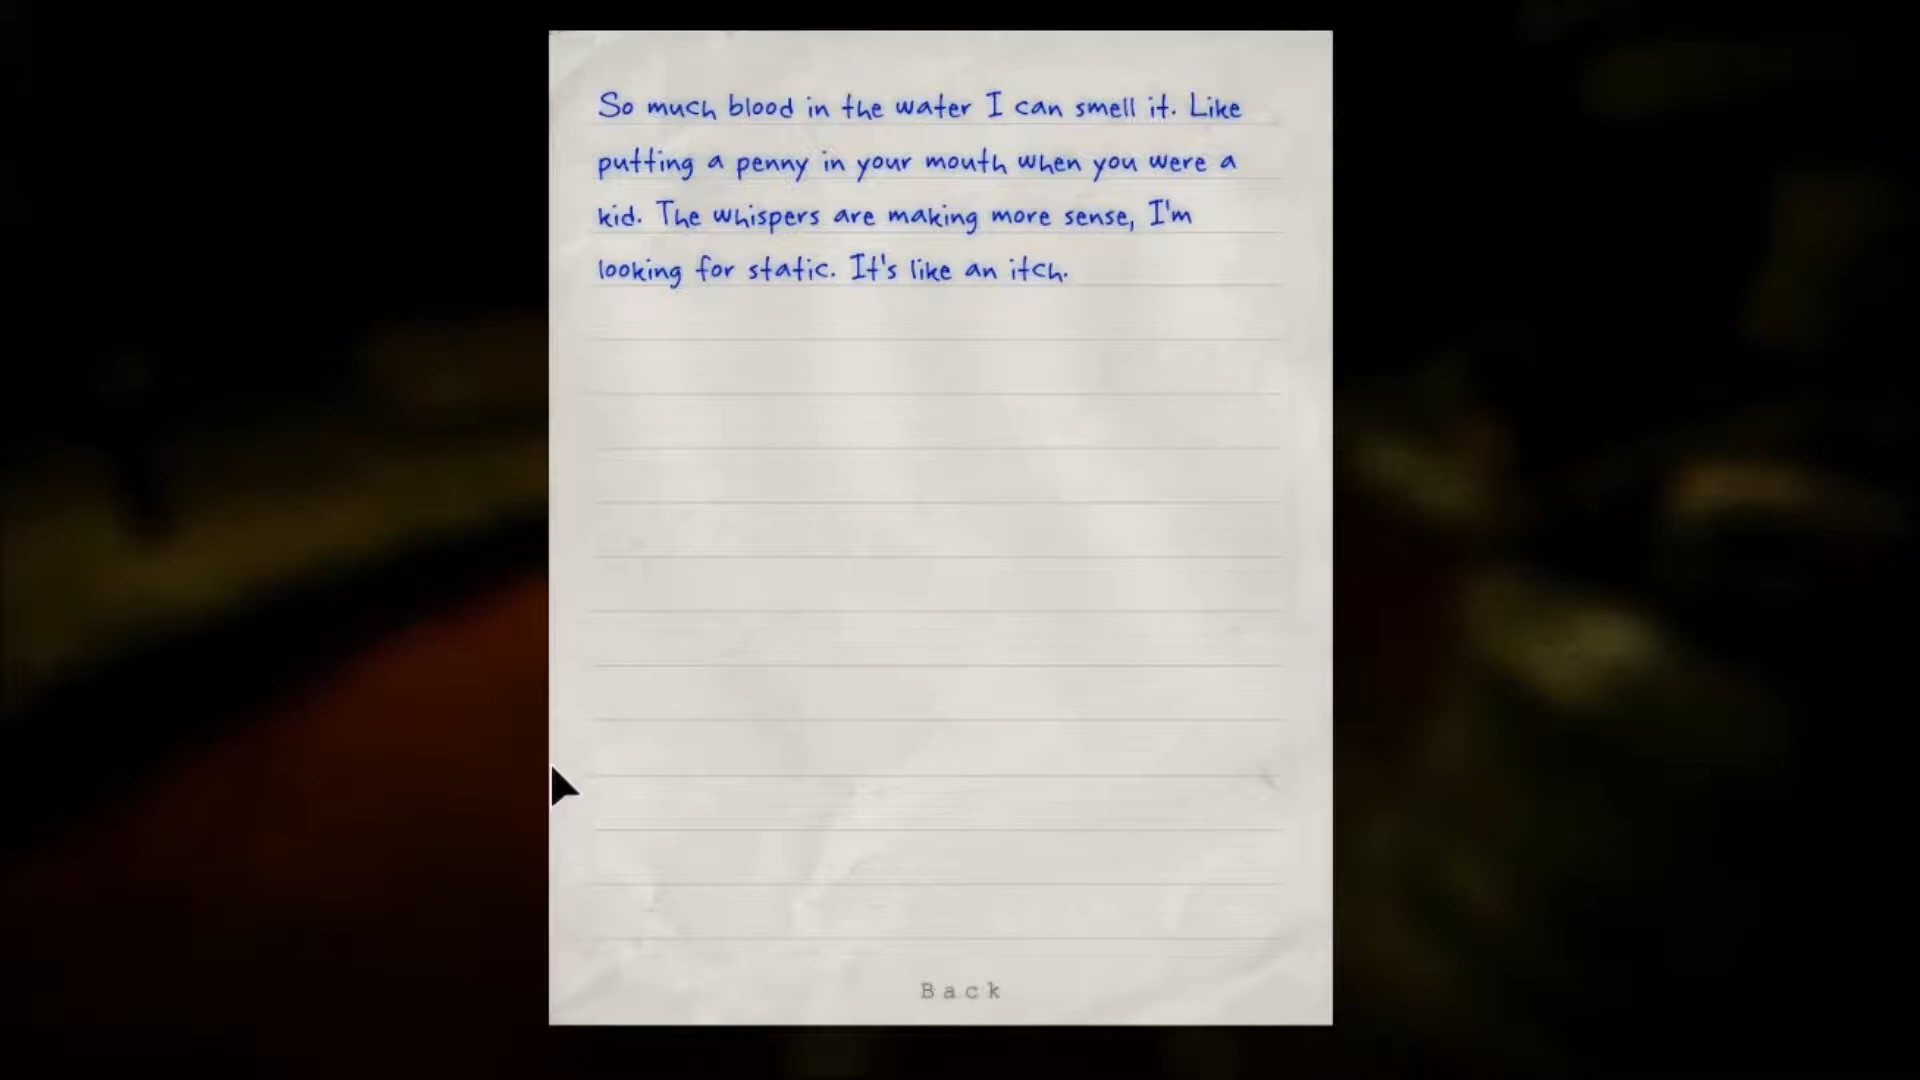 So much blood in the water I can smell it. Like
putting a penny in your mouth when you were a
kid. The whispers are making more sense, I'm
looking for static. It's like an itch.
Back